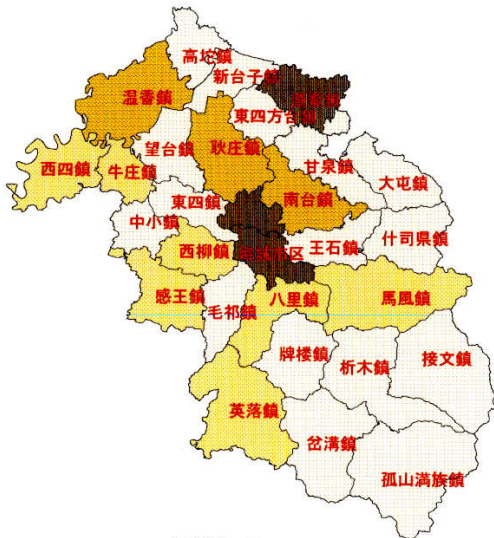 高坨鎮
新台子鎮
温香鎮
東四方台鎮
望台鎮
耿庄鎮
甘泉鎮
西四鎮
牛庄鎮
大屯鎮
東四鎮
南台鎮
中小鎮
什司県鎮
西柳鎮
王石鎮
感王鎮
毛祁鎮
八里鎮
馬風鎮
牌楼鎮
析木鎮
接文鎮
英落鎮
岔溝鎮
孤山満族鎮